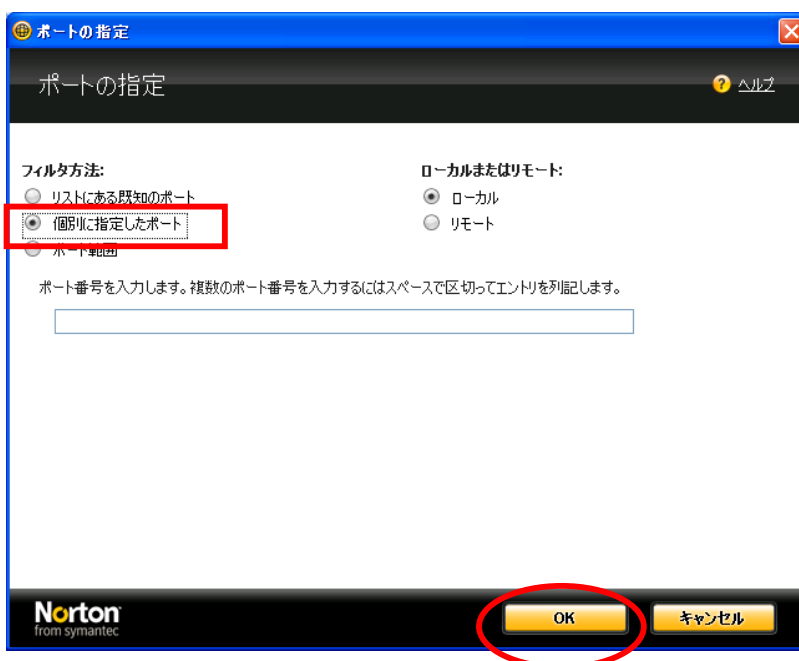 ポートの指定
ポートの指定
? ヘルプ
フィルタ方法:
リストにある既知のポート
個別に指定したポート
ポート範囲
ローカルまたはリモート:
ローカル
リモート
ポート番号を入力します。複数のポート番号を入力するにはスペースで区切ってエントリを列記します。
Norton
from symantec
OK
キャンセル